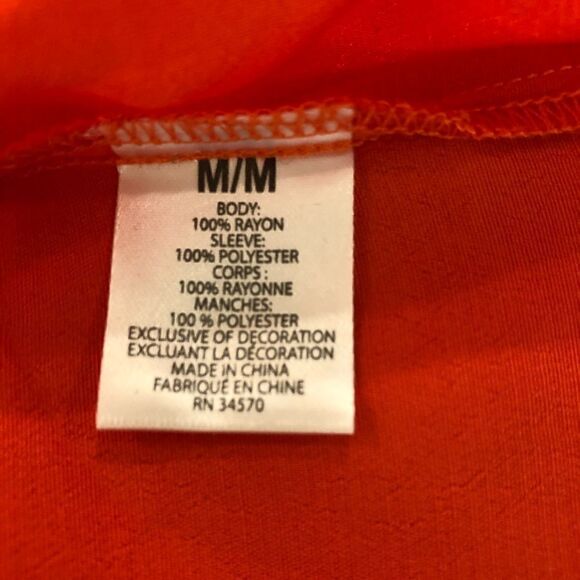 M/M
BODY:
100% RAYON
SLEEVE:
100% POLYESTER
CORPS :
100% RAYONNE
MANCHES:
100 % POLYESTER
EXCLUSIVE OF DECORATION
EXCLUANT LA DÉCORATION
MADE IN CHINA
FABRIQUÉ EN CHINE
RN 34570